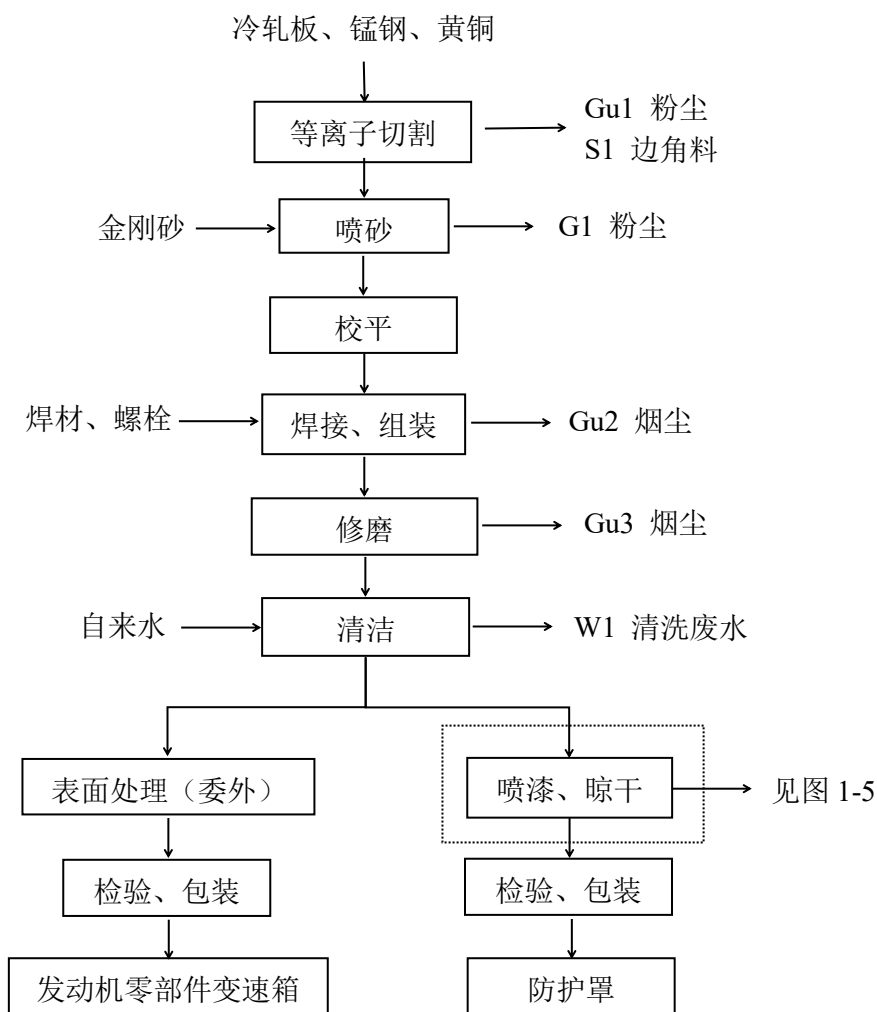 冷轧板、锰钢、黄铜
等离子切割
Gu1 粉尘
S1 边角料
金刚砂
喷砂
G1 粉尘
校平
焊材、螺栓
焊接、组装
Gu2 烟尘
修磨
Gu3 烟尘
自来水
清洁
W1 清洗废水
表面处理（委外）
喷漆、晾干
见图 1-5
检验、包装
检验、包装
发动机零部件变速箱
防护罩